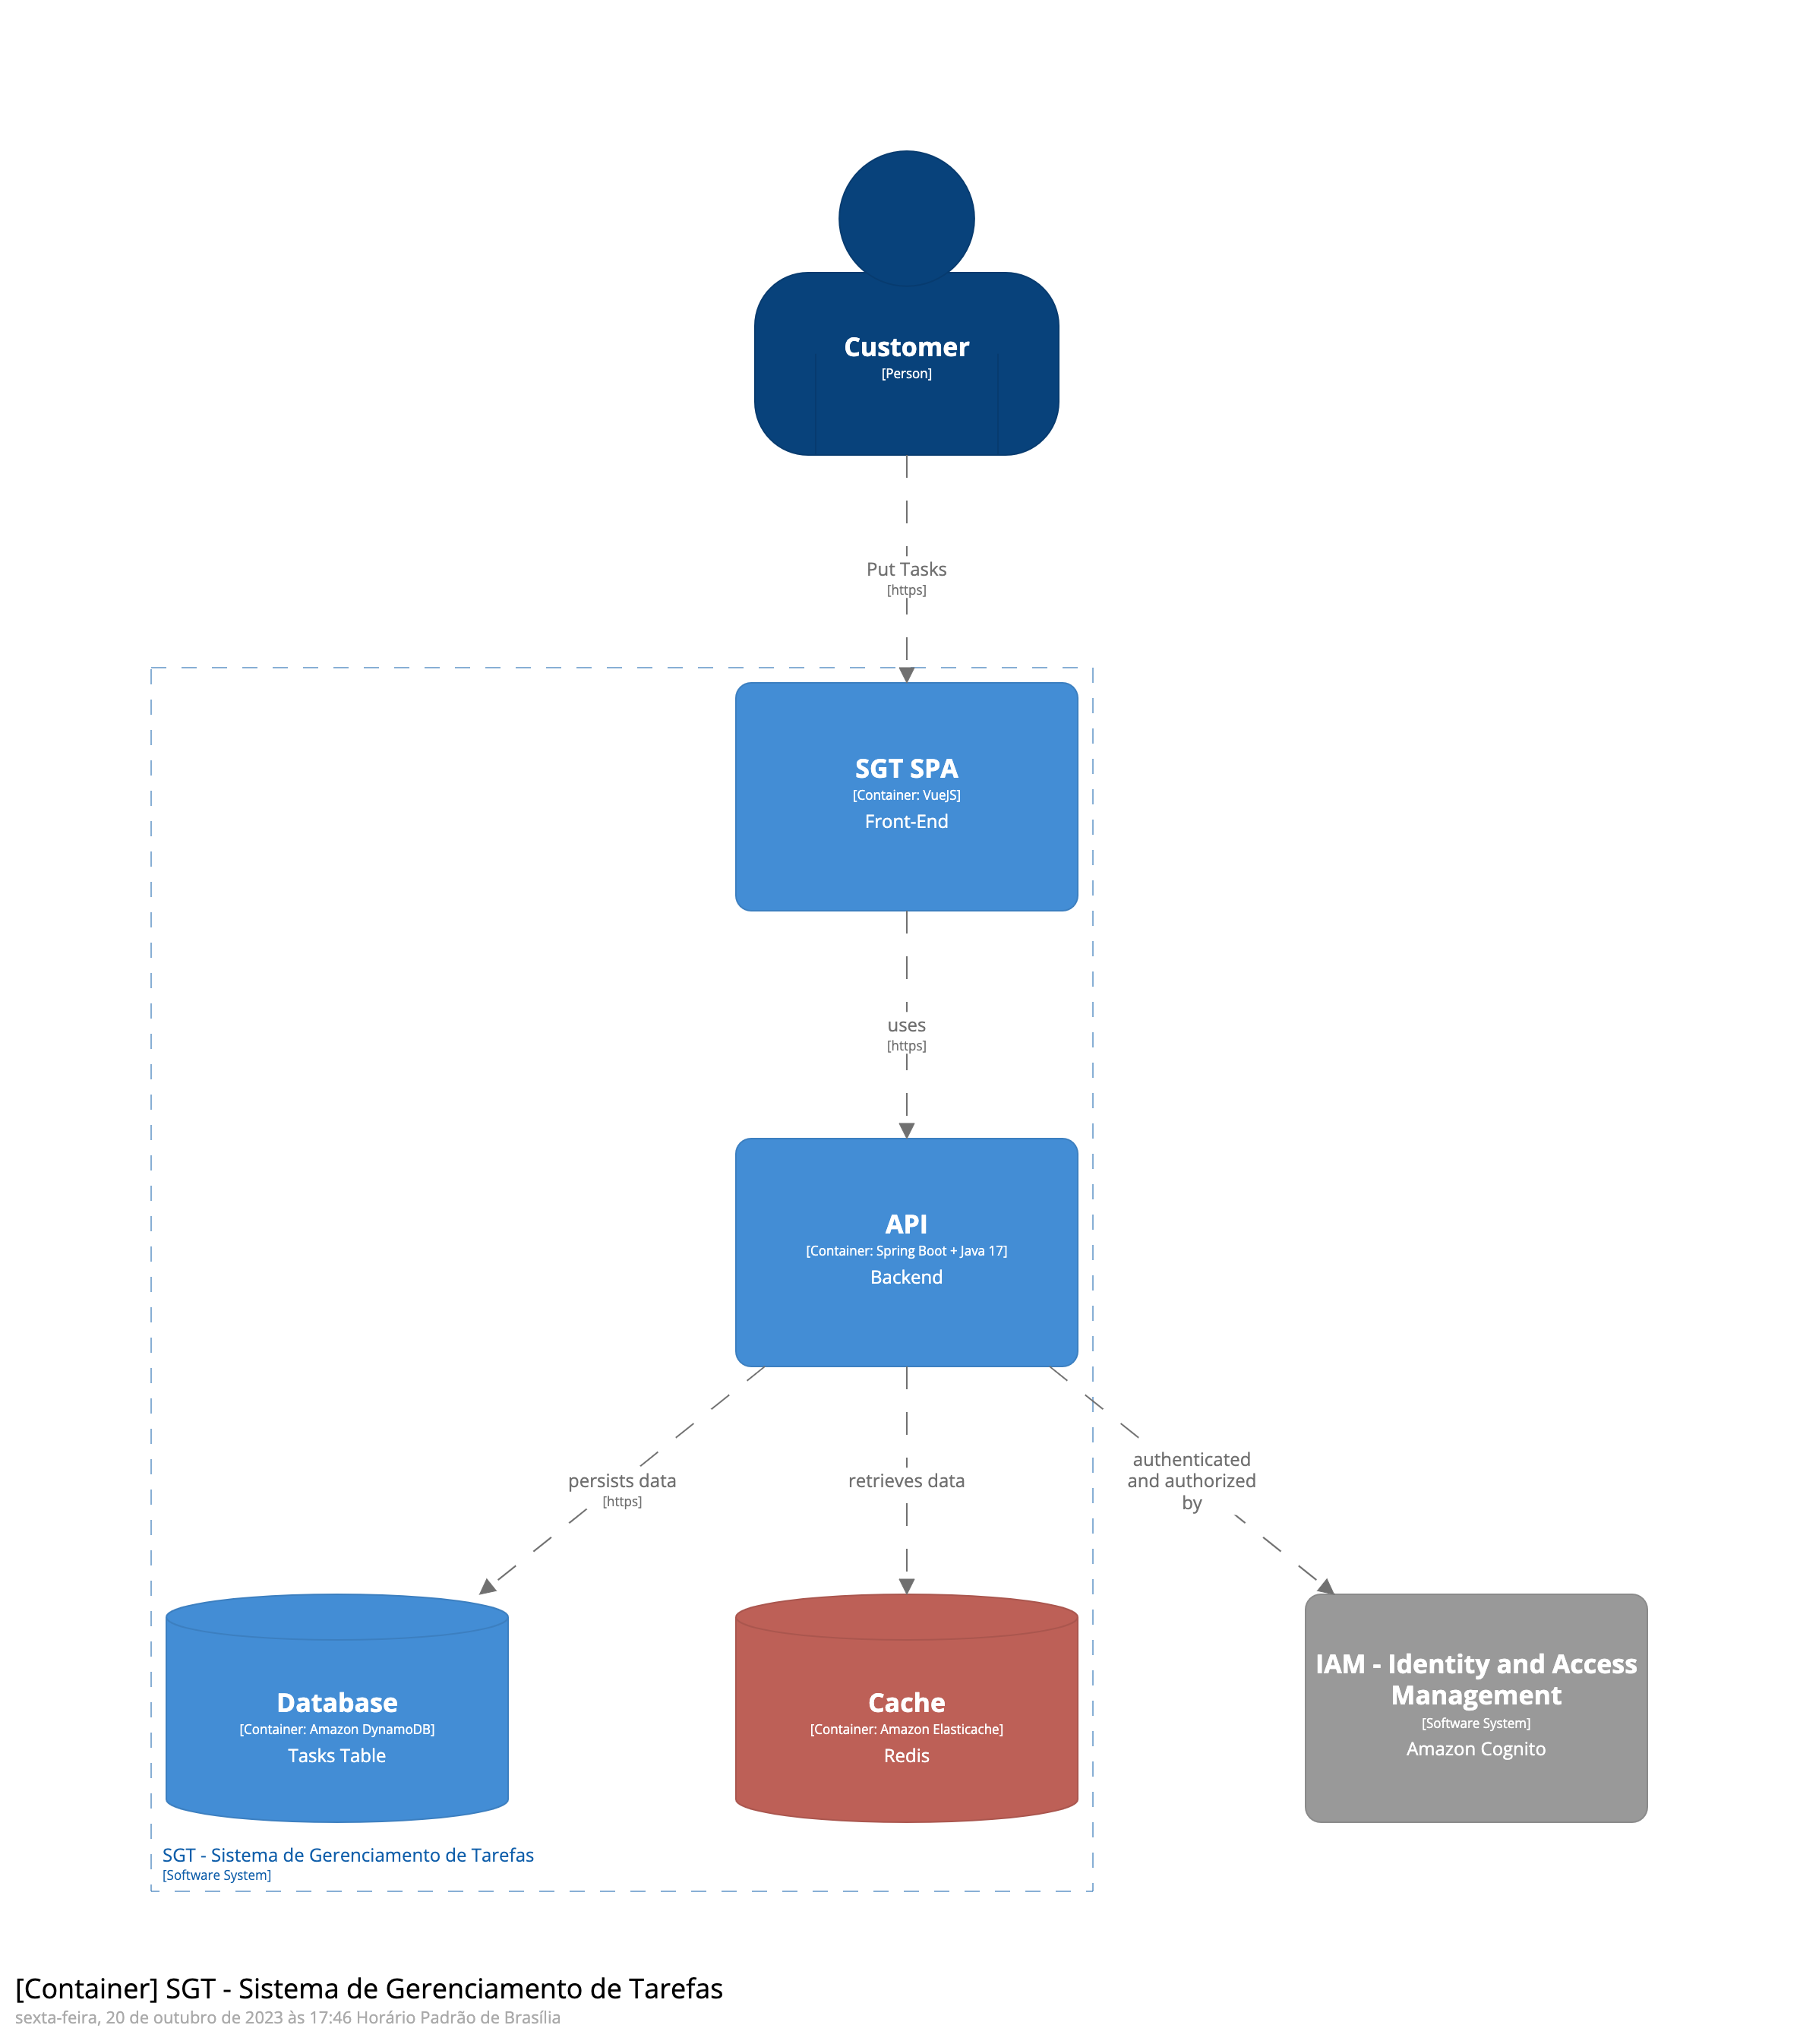 Customer
[Person]
Put Tasks
[https]
SGT SPA
[Container: VueJS]
Front-End
uses
[https]
API
[Container: Spring Boot + Java 17]
Backend
persists data
[https]
retrieves data
authenticated
and authorized
by
Database
[Container: Amazon DynamoDB]
Tasks Table
Cache
[Container: Amazon Elasticache]
Redis
IAM - Identity and Access
Management
[Software System]
Amazon Cognito
SGT - Sistema de Gerenciamento de Tarefas
[Software System]
[Container] SGT - Sistema de Gerenciamento de Tarefas
sexta-feira, 20 de outubro de 2023 às 17:46 Horário Padrão de Brasília